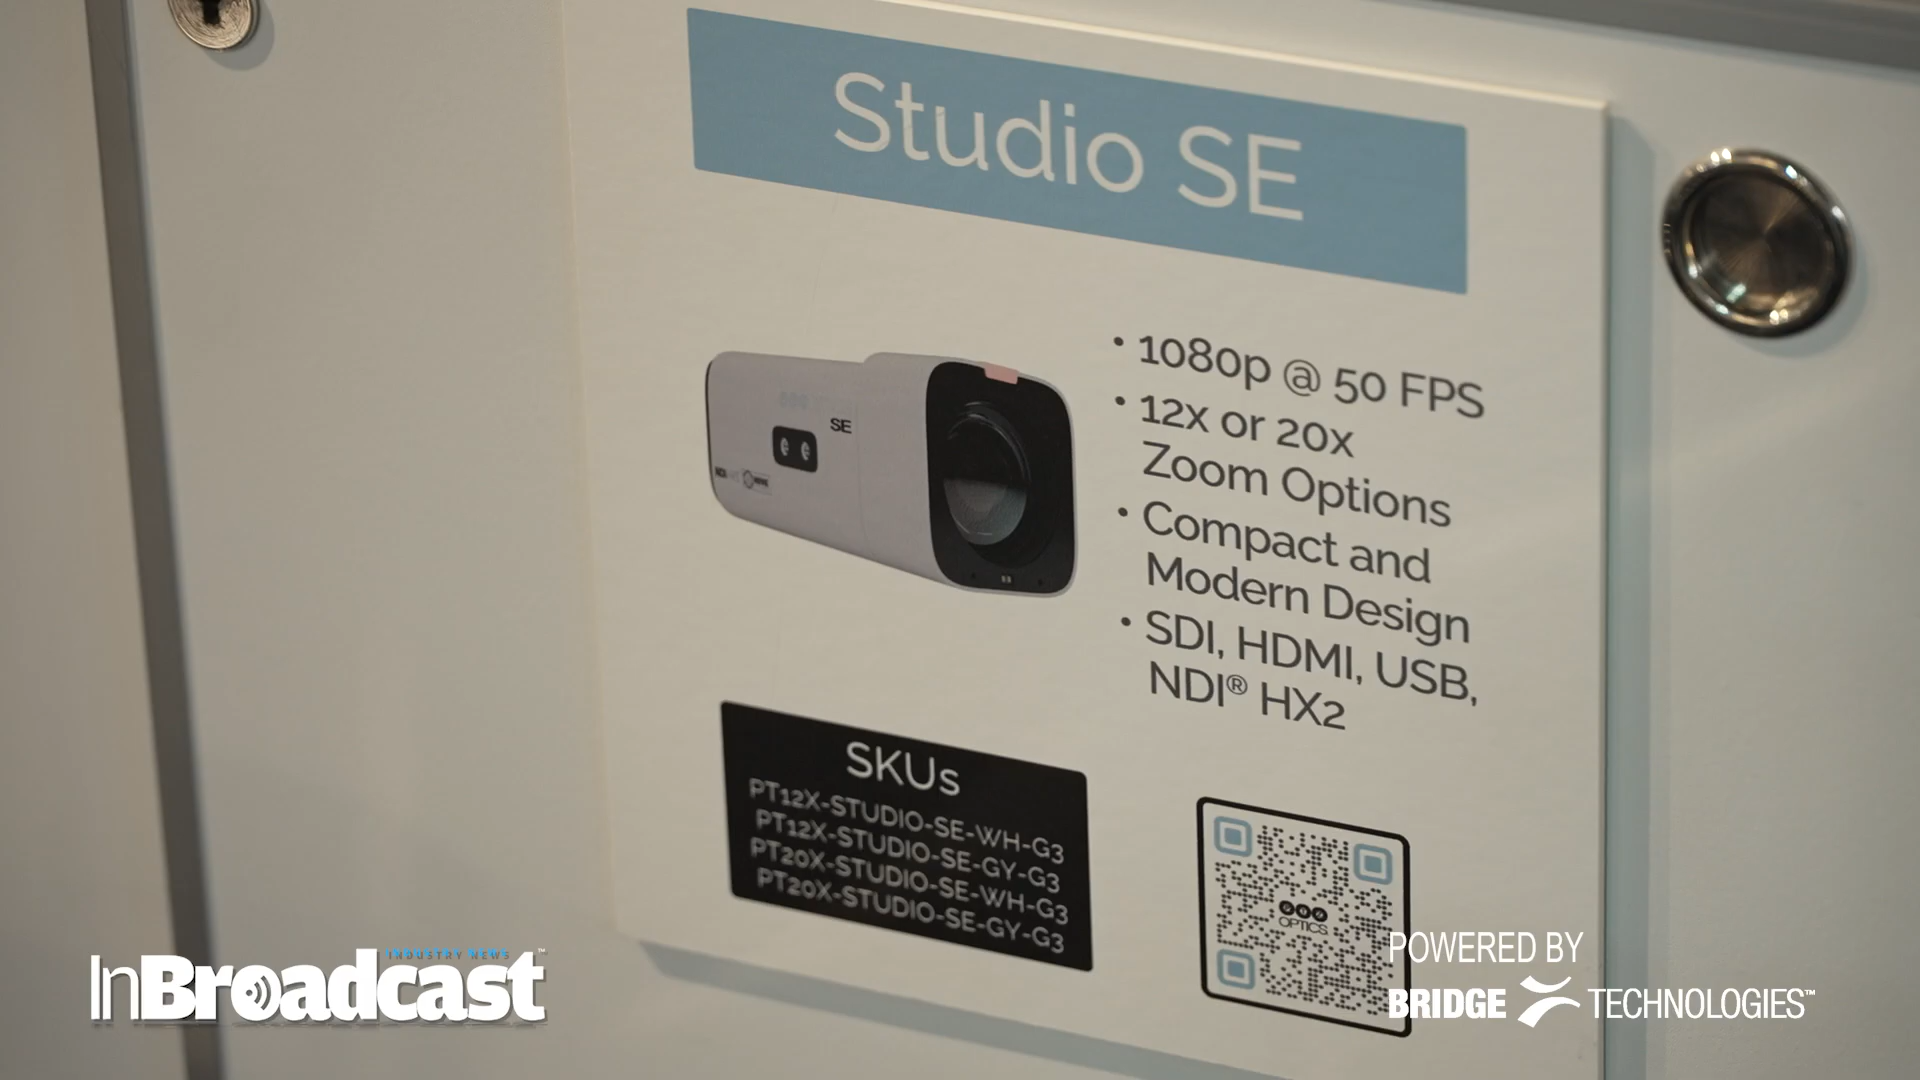 Studio SE
• 1080p @ 50 FPS
• 12x or 20x
Zoom Options
• Compact and
Modern Design
• SDI, HDMI, USB,
NDI® HX2
SE
SKUs
PT12X-STUDIO-SE-WH-G3
PT12X-STUDIO-SE-GY-G3
PT20X-STUDIO-SE-WH-G3
PT20X-STUDIO-SE-GY-G3
OPTICS
INDUSTRY NEWS
InBroadcast™
POWERED BY
BRIDGE TECHNOLOGIES™